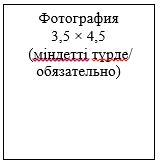 Фотография
3,5 × 4,5
(міндетті түрде/
обязательно)